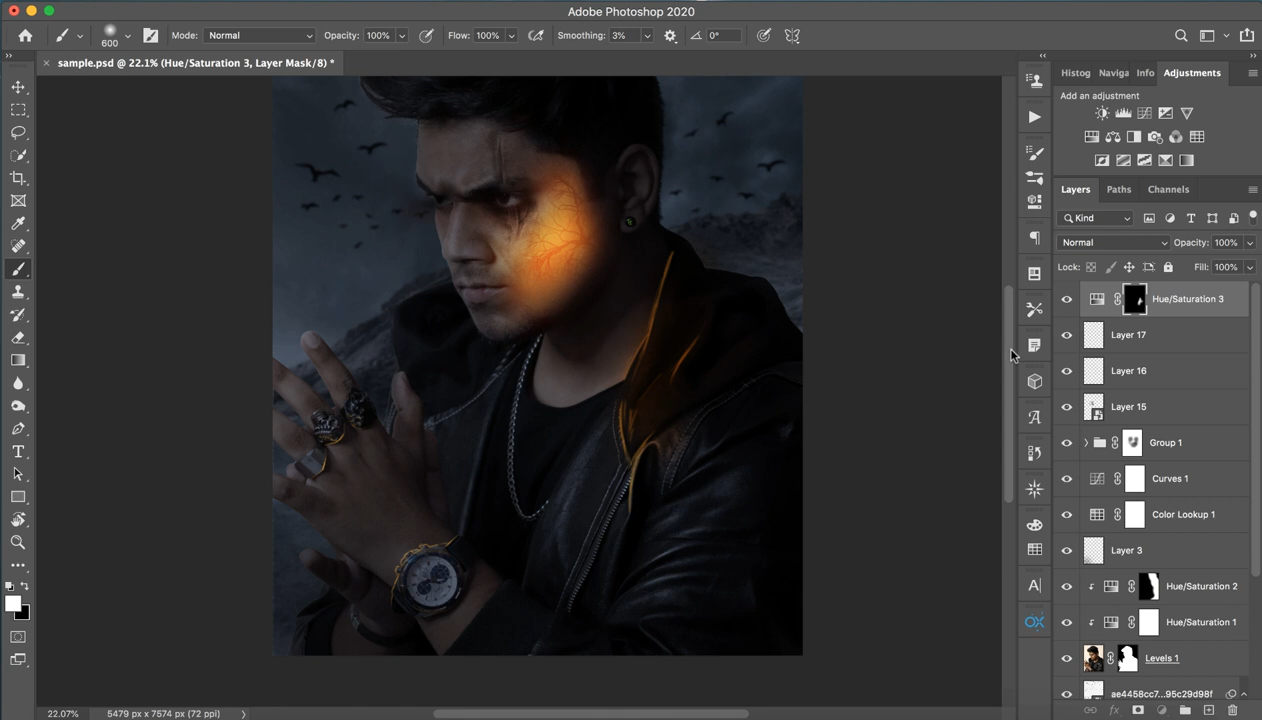 Adobe Photoshop 2020
600
Mode: Normal
Opacity: 100%
Flow: 100%
Smoothing: 3%
0°
sample.psd @ 22.1% (Hue/Saturation 3, Layer Mask/8) *
Histog
Naviga
Info
Adjustments
Add an adjustment
Layers
Paths
Channels
Kind
Normal
Opacity: 100%
Lock:
Fill: 100%
Hue/Saturation 3
Layer 17
Layer 16
Layer 15
Group 1
Curves 1
Color Lookup 1
Layer 3
Hue/Saturation 2
Hue/Saturation 1
Levels 1
ae4458cc7...95c29d98f
22.07%
5479 px x 7574 px (72 ppi)